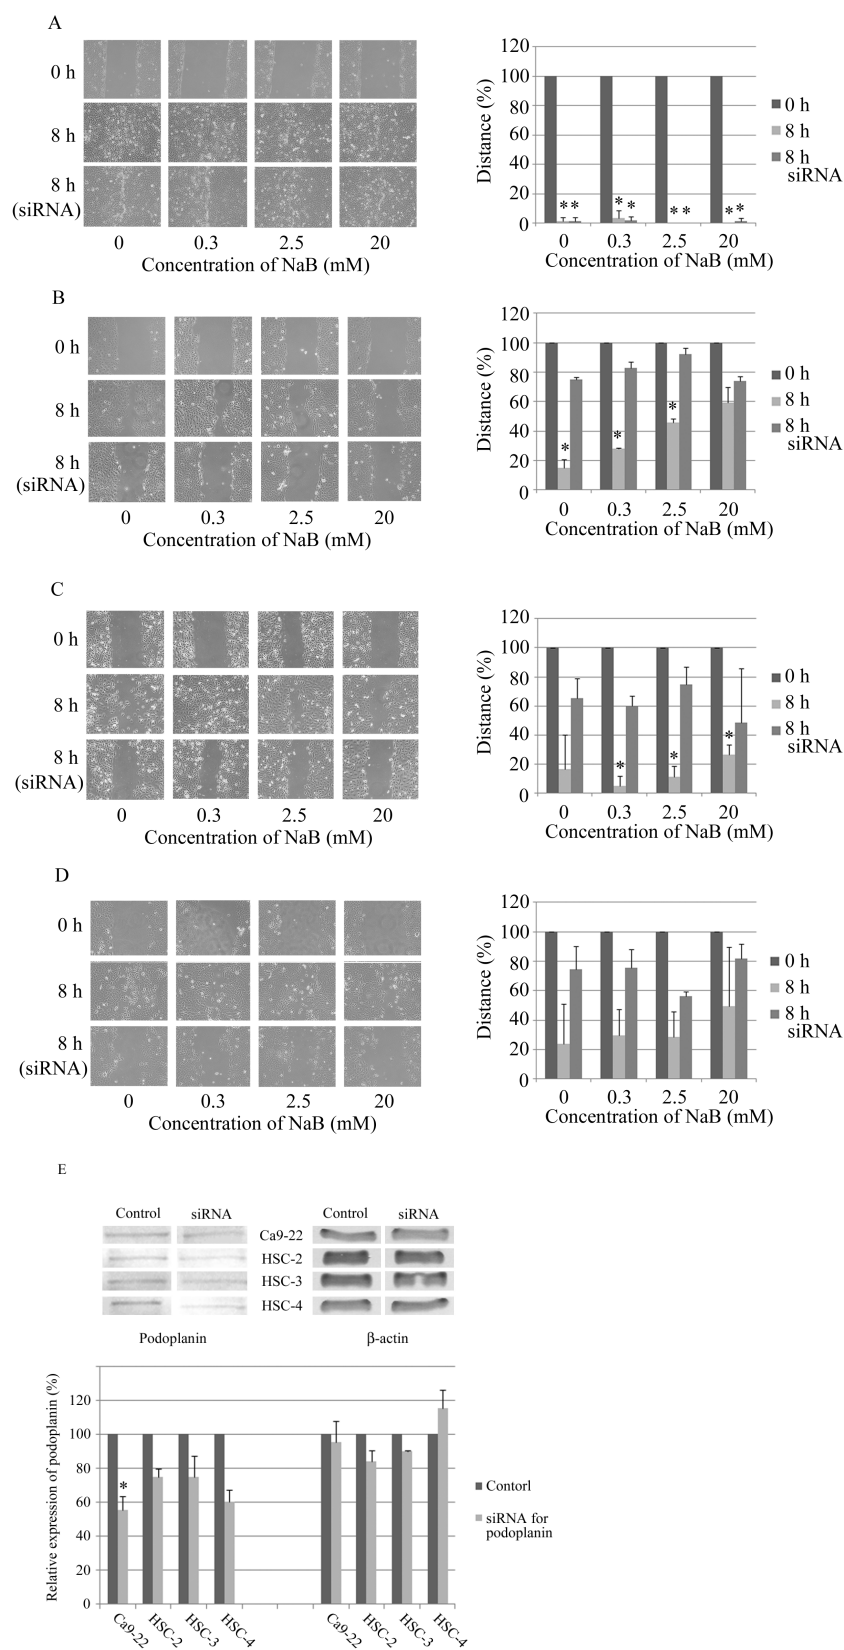 A
0 h
8 h
8 h
(siRNA)
0 0.3 2.5 20
Concentration of NaB (mM)
Distance (%)
120
100
80
60
40
20
0
* * * * * * * *
0 0.3 2.5 20
Concentration of NaB (mM)
0 h
8 h
8 h
siRNA
B
0 h
8 h
8 h
(siRNA)
0 0.3 2.5 20
Concentration of NaB (mM)
Distance (%)
120
100
80
60
40
20
0
* * *
0 0.3 2.5 20
Concentration of NaB (mM)
0 h
8 h
8 h
siRNA
C
0 h
8 h
8 h
(siRNA)
0 0.3 2.5 20
Concentration of NaB (mM)
Distance (%)
120
100
80
60
40
20
0
* * *
0 0.3 2.5 20
Concentration of NaB (mM)
0 h
8 h
8 h
siRNA
D
0 h
8 h
8 h
(siRNA)
0 0.3 2.5 20
Concentration of NaB (mM)
Distance (%)
120
100
80
60
40
20
0
0 0.3 2.5 20
Concentration of NaB (mM)
0 h
8 h
8 h
siRNA
E
Control siRNA Control siRNA
Ca9-22
HSC-2
HSC-3
HSC-4
Podoplanin β-actin
Relative expression of podoplanin (%)
120
100
80
60
40
20
0
*
Ca9-22 HSC-2 HSC-3 HSC-4 Ca9-22 HSC-2 HSC-3 HSC-4
Contorl
siRNA for
podoplanin